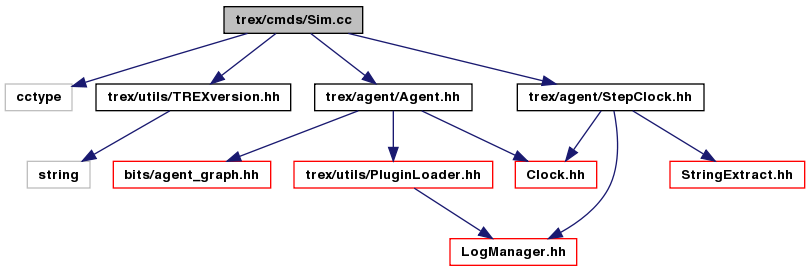 trex/cmds/Sim.cc
cctype
trex/utils/TREXversion.hh
trex/agent/Agent.hh
trex/agent/StepClock.hh
string
bits/agent_graph.hh
trex/utils/PluginLoader.hh
Clock.hh
StringExtract.hh
LogManager.hh